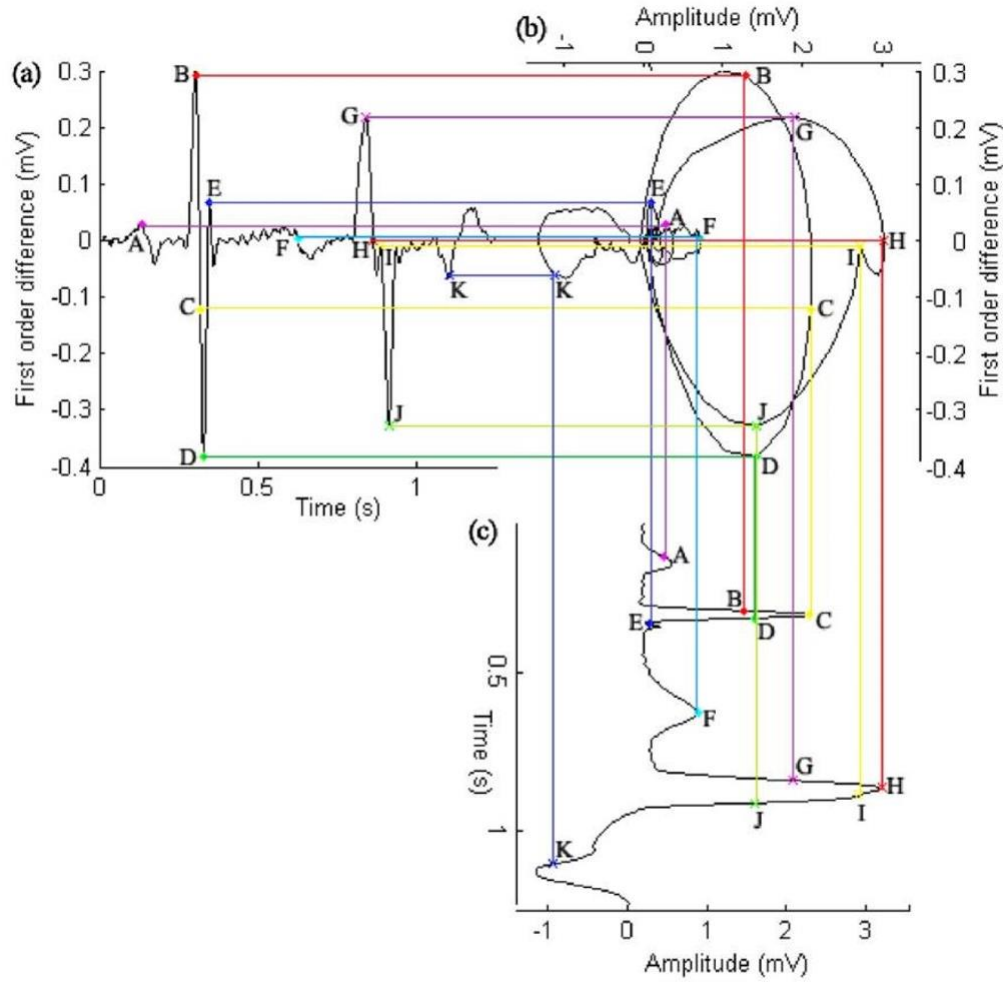 (a)
First order difference (mV)
0.3
0.2
0.1
0
-0.1
-0.2
-0.3
-0.4
0
0.5
1
Time (s)
B
G
E
A
F
H
I
K
C
J
D
(b)
Amplitude (mV)
-1
0
1
2
3
B
G
E
A
F
I
H
K
C
J
D
0.3
0.2
0.1
0
-0.1
-0.2
-0.3
-0.4
First order difference (mV)
(c)
A
B
C
E
D
F
G
H
I
J
K
0.5
Time (s)
1
-1
0
1
2
3
Amplitude (mV)